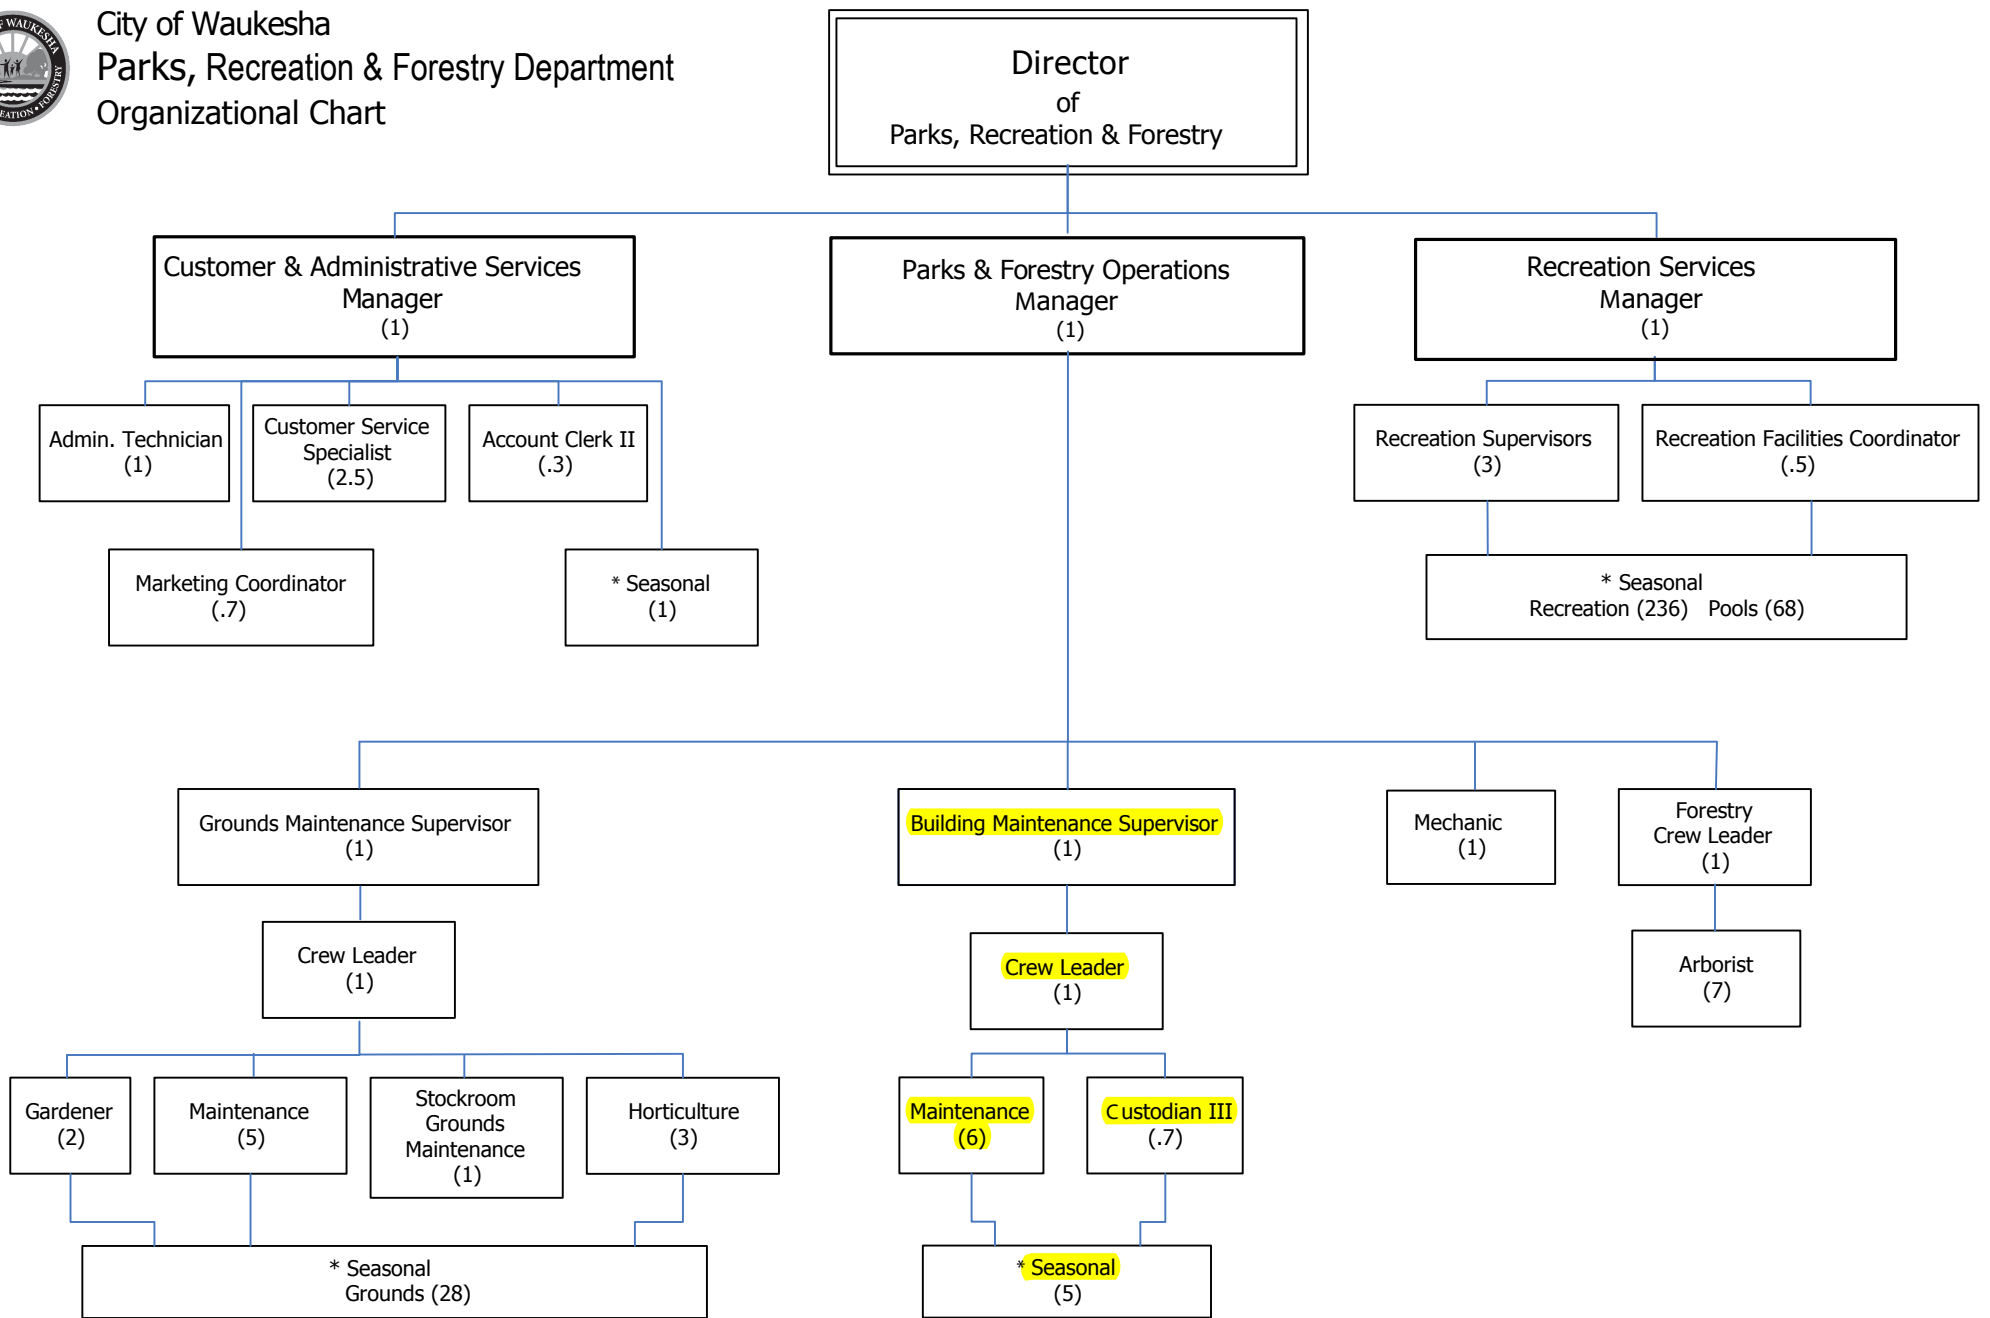 F WAUKESHA
EATION • FORESTRY
City of Waukesha
Parks, Recreation & Forestry Department
Organizational Chart
Director
of
Parks, Recreation & Forestry
Customer & Administrative Services
Manager
(1)
Parks & Forestry Operations
Manager
(1)
Recreation Services
Manager
(1)
Admin. Technician
(1)
Customer Service
Specialist
(2.5)
Account Clerk II
(.3)
Recreation Supervisors
(3)
Recreation Facilities Coordinator
(.5)
Marketing Coordinator
(.7)
* Seasonal
(1)
* Seasonal
Recreation (236) Pools (68)
Grounds Maintenance Supervisor
(1)
Building Maintenance Supervisor
(1)
Mechanic
(1)
Forestry
Crew Leader
(1)
Crew Leader
(1)
Crew Leader
(1)
Arborist
(7)
Gardener
(2)
Maintenance
(5)
Stockroom
Grounds
Maintenance
(1)
Horticulture
(3)
Maintenance
(6)
Custodian III
(.7)
* Seasonal
Grounds (28)
* Seasonal
(5)